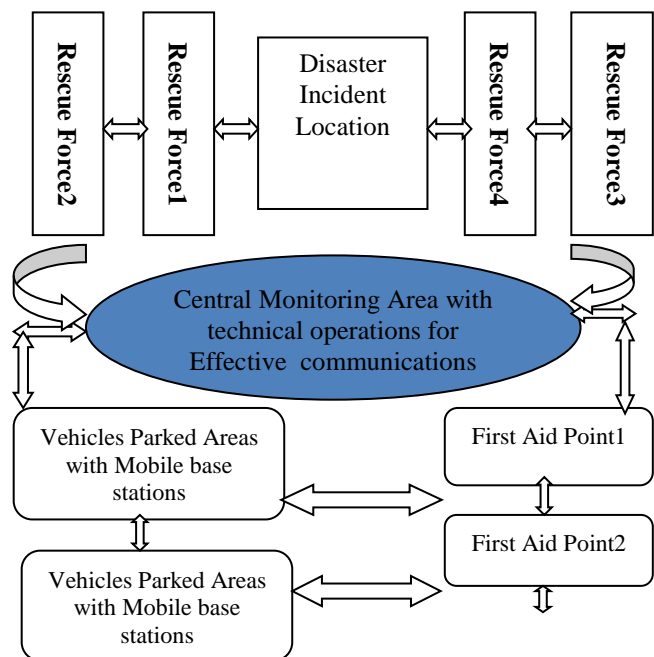 Rescue Force2
Rescue Force1
Disaster
Incident
Location
Rescue Force4
Rescue Force3
Central Monitoring Area with
technical operations for
Effective communications
Vehicles Parked Areas
with Mobile base
stations
First Aid Point1
First Aid Point2
Vehicles Parked Areas
with Mobile base
stations